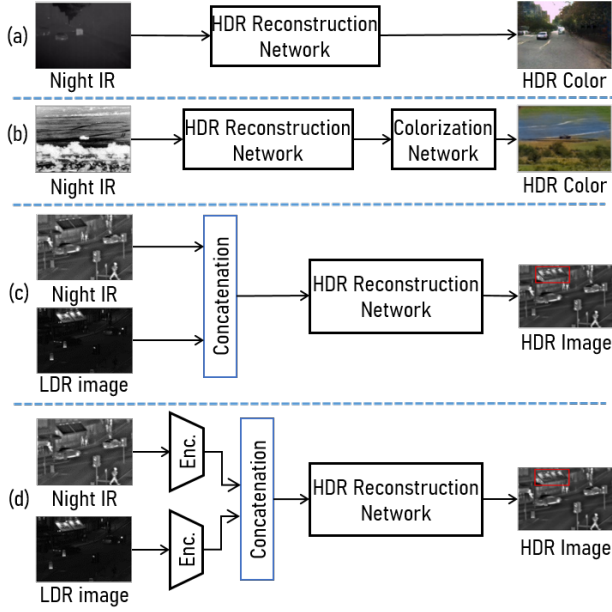 (a)
Night IR
HDR Reconstruction
Network
HDR Color
(b)
Night IR
HDR Reconstruction
Network
Colorization
Network
HDR Color
(c)
Night IR
LDR image
Concatenation
HDR Reconstruction
Network
HDR Image
(d)
Night IR
LDR image
Enc.
Enc.
Concatenation
HDR Reconstruction
Network
HDR Image